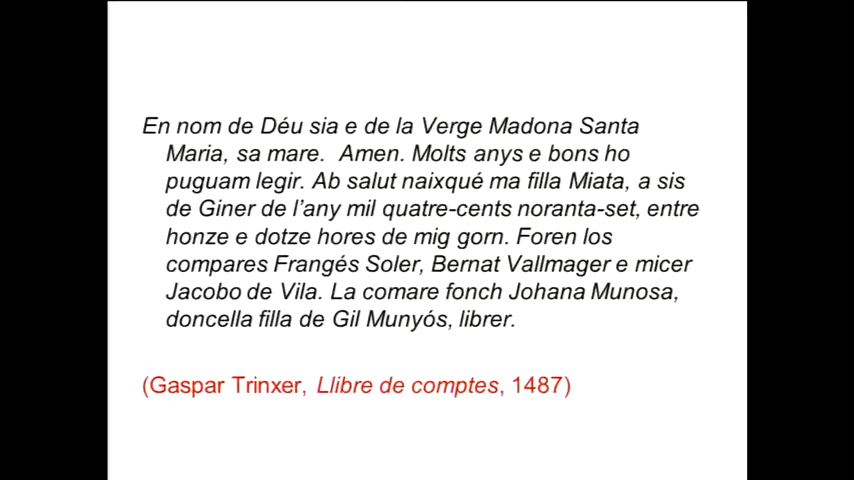 En nom de Déu sia e de la Verge Madona Santa
Maria, sa mare. Amen. Molts anys e bons ho
puguam legir. Ab salut naixqué ma filla Miata, a sis
de Giner de l’any mil quatre-cents noranta-set, entre
honze e dotze hores de mig gorn. Foren los
compares Frangés Soler, Bernat Vallmager e micer
Jacobo de Vila. La comare fonch Johana Munosa,
doncella filla de Gil Munyós, librer.
(Gaspar Trinxer, Llibre de comptes, 1487)